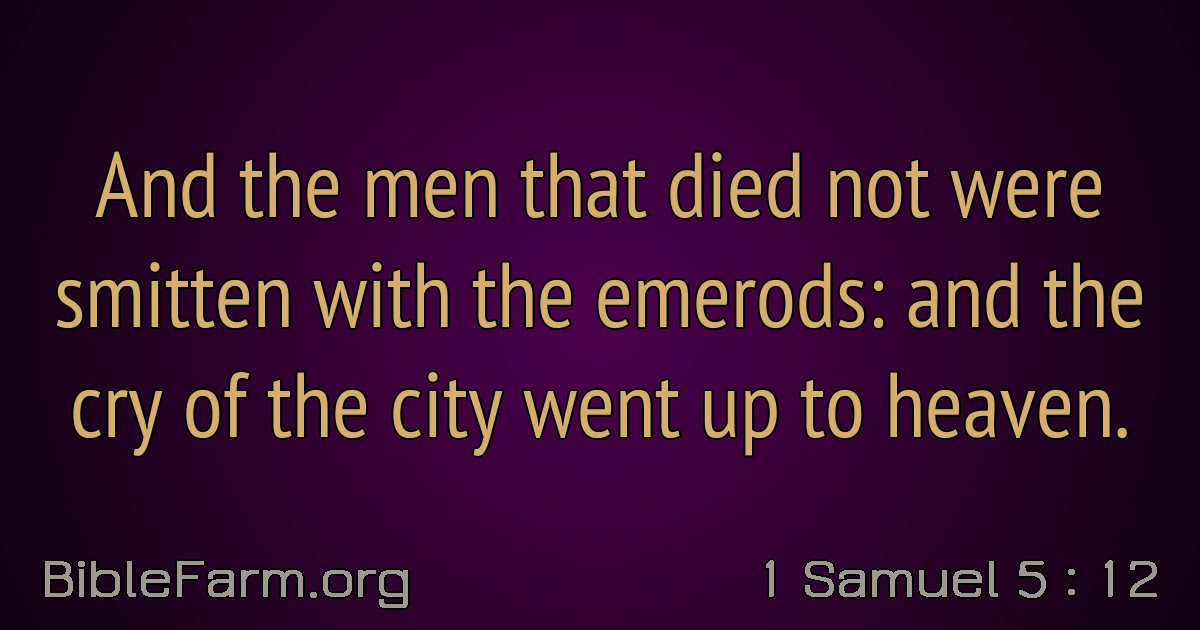 And the men that died not were
smitten with the emerods: and the
cry of the city went up to heaven.
BibleFarm.org
1 Samuel 5 : 12